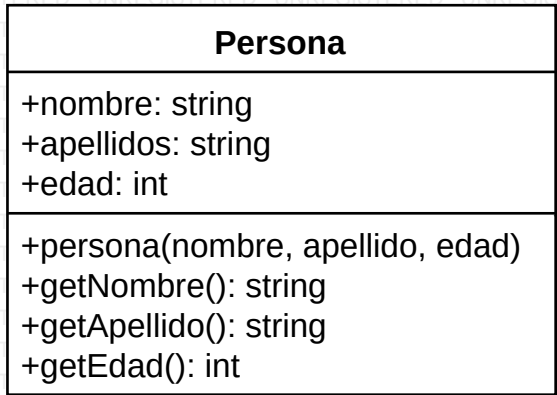 Persona
+nombre: string
+apellidos: string
+edad: int
+persona(nombre, apellido, edad)
+getNombre(): string
+getApellido(): string
+getEdad(): int